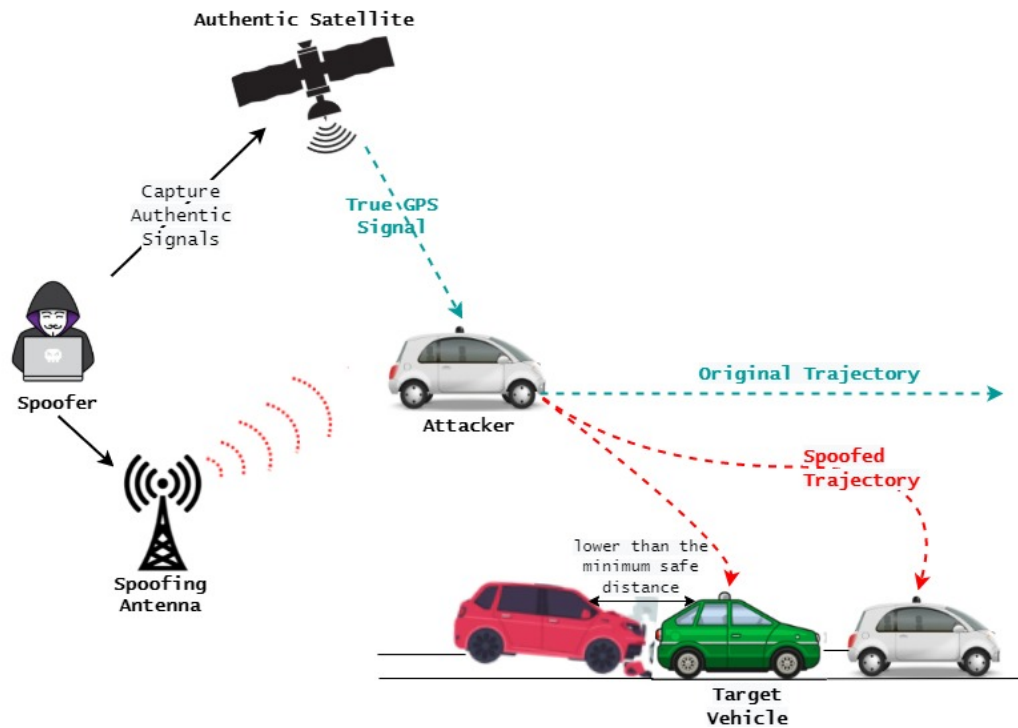 Authentic Satellite
Capture
Authentic
Signals
True GPS
Signal
Spoofer
Attacker
Original Trajectory
Spoofed
Trajectory
Spoofing
Antenna
lower than the
minimum safe
distance
Target
Vehicle